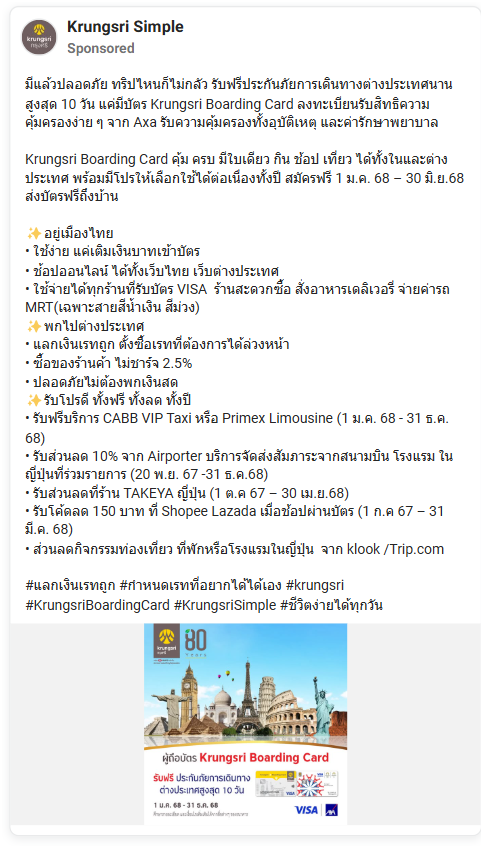 Krungsri Simple
Sponsored
มีแล้วปลอดภัย ทริปไหนก็ไม่กลัว รับฟรีประกันภัยการเดินทางต่างประเทศนาน
สูงสุด 10 วัน แค่มีบัตร Krungsri Boarding Card ลงทะเบียนรับสิทธิความ
คุ้มครองง่าย ๆ จาก Axa รับความคุ้มครองทั้งอุบัติเหตุ และค่ารักษาพยาบาล
Krungsri Boarding Card คุ้ม ครบ มีใบเดียว กิน ช้อป เที่ยว ได้ทั้งในและต่าง
ประเทศ พร้อมมีโปรให้เลือกใช้ได้ต่อเนื่องทั้งปี สมัครฟรี 1 ม.ค. 68 – 30 มิ.ย.68
ส่งบัตรฟรีถึงบ้าน
✨อยู่เมืองไทย
• ใช้ง่าย แค่เติมเงินบาทเข้าบัตร
• ช้อปออนไลน์ ได้ทั้งเว็บไทย เว็บต่างประเทศ
• ใช้จ่ายได้ทุกร้านที่รับบัตร VISA ร้านสะดวกซื้อ สั่งอาหารเดลิเวอรี่ จ่ายค่ารถ
MRT(เฉพาะสายสีน้ำเงิน สีม่วง)
✨พกไปต่างประเทศ
• แลกเงินเรทถูก ตั้งซื้อเรทที่ต้องการได้ล่วงหน้า
• ซื้อของร้านค้า ไม่ชาร์จ 2.5%
• ปลอดภัยไม่ต้องพกเงินสด
✨รับโปรดี ทั้งฟรี ทั้งลด ทั้งปี
• รับฟรีบริการ CABB VIP Taxi หรือ Primex Limousine (1 ม.ค. 68 - 31 ธ.ค.
68)
• รับส่วนลด 10% จาก Airporter บริการจัดส่งสัมภาระจากสนามบิน โรงแรม ใน
ญี่ปุ่นที่ร่วมรายการ (20 พ.ย. 67 -31 ธ.ค.68)
• รับส่วนลดที่ร้าน TAKEYA ญี่ปุ่น (1 ต.ค 67 – 30 เม.ย.68)
• รับโค้ดลด 150 บาท ที่ Shopee Lazada เมื่อช้อปผ่านบัตร (1 ก.ค 67 – 31
มี.ค. 68)
• ส่วนลดกิจกรรมท่องเที่ยว ที่พักหรือโรงแรมในญี่ปุ่น จาก klook /Trip.com
#แลกเงินเรทถูก #กำหนดเรทที่อยากได้ได้เอง #krungsri
#KrungsriBoardingCard #KrungsriSimple #ชีวิตง่ายได้ทุกวัน
krungsri
กรุงศรี
80
Years
ผู้ถือบัตร Krungsri Boarding Card
รับฟรี ประกันภัยการเดินทาง
ต่างประเทศสูงสุด 10 วัน
1 ม.ค. 68 - 31 ธ.ค. 68
VISA
AXA